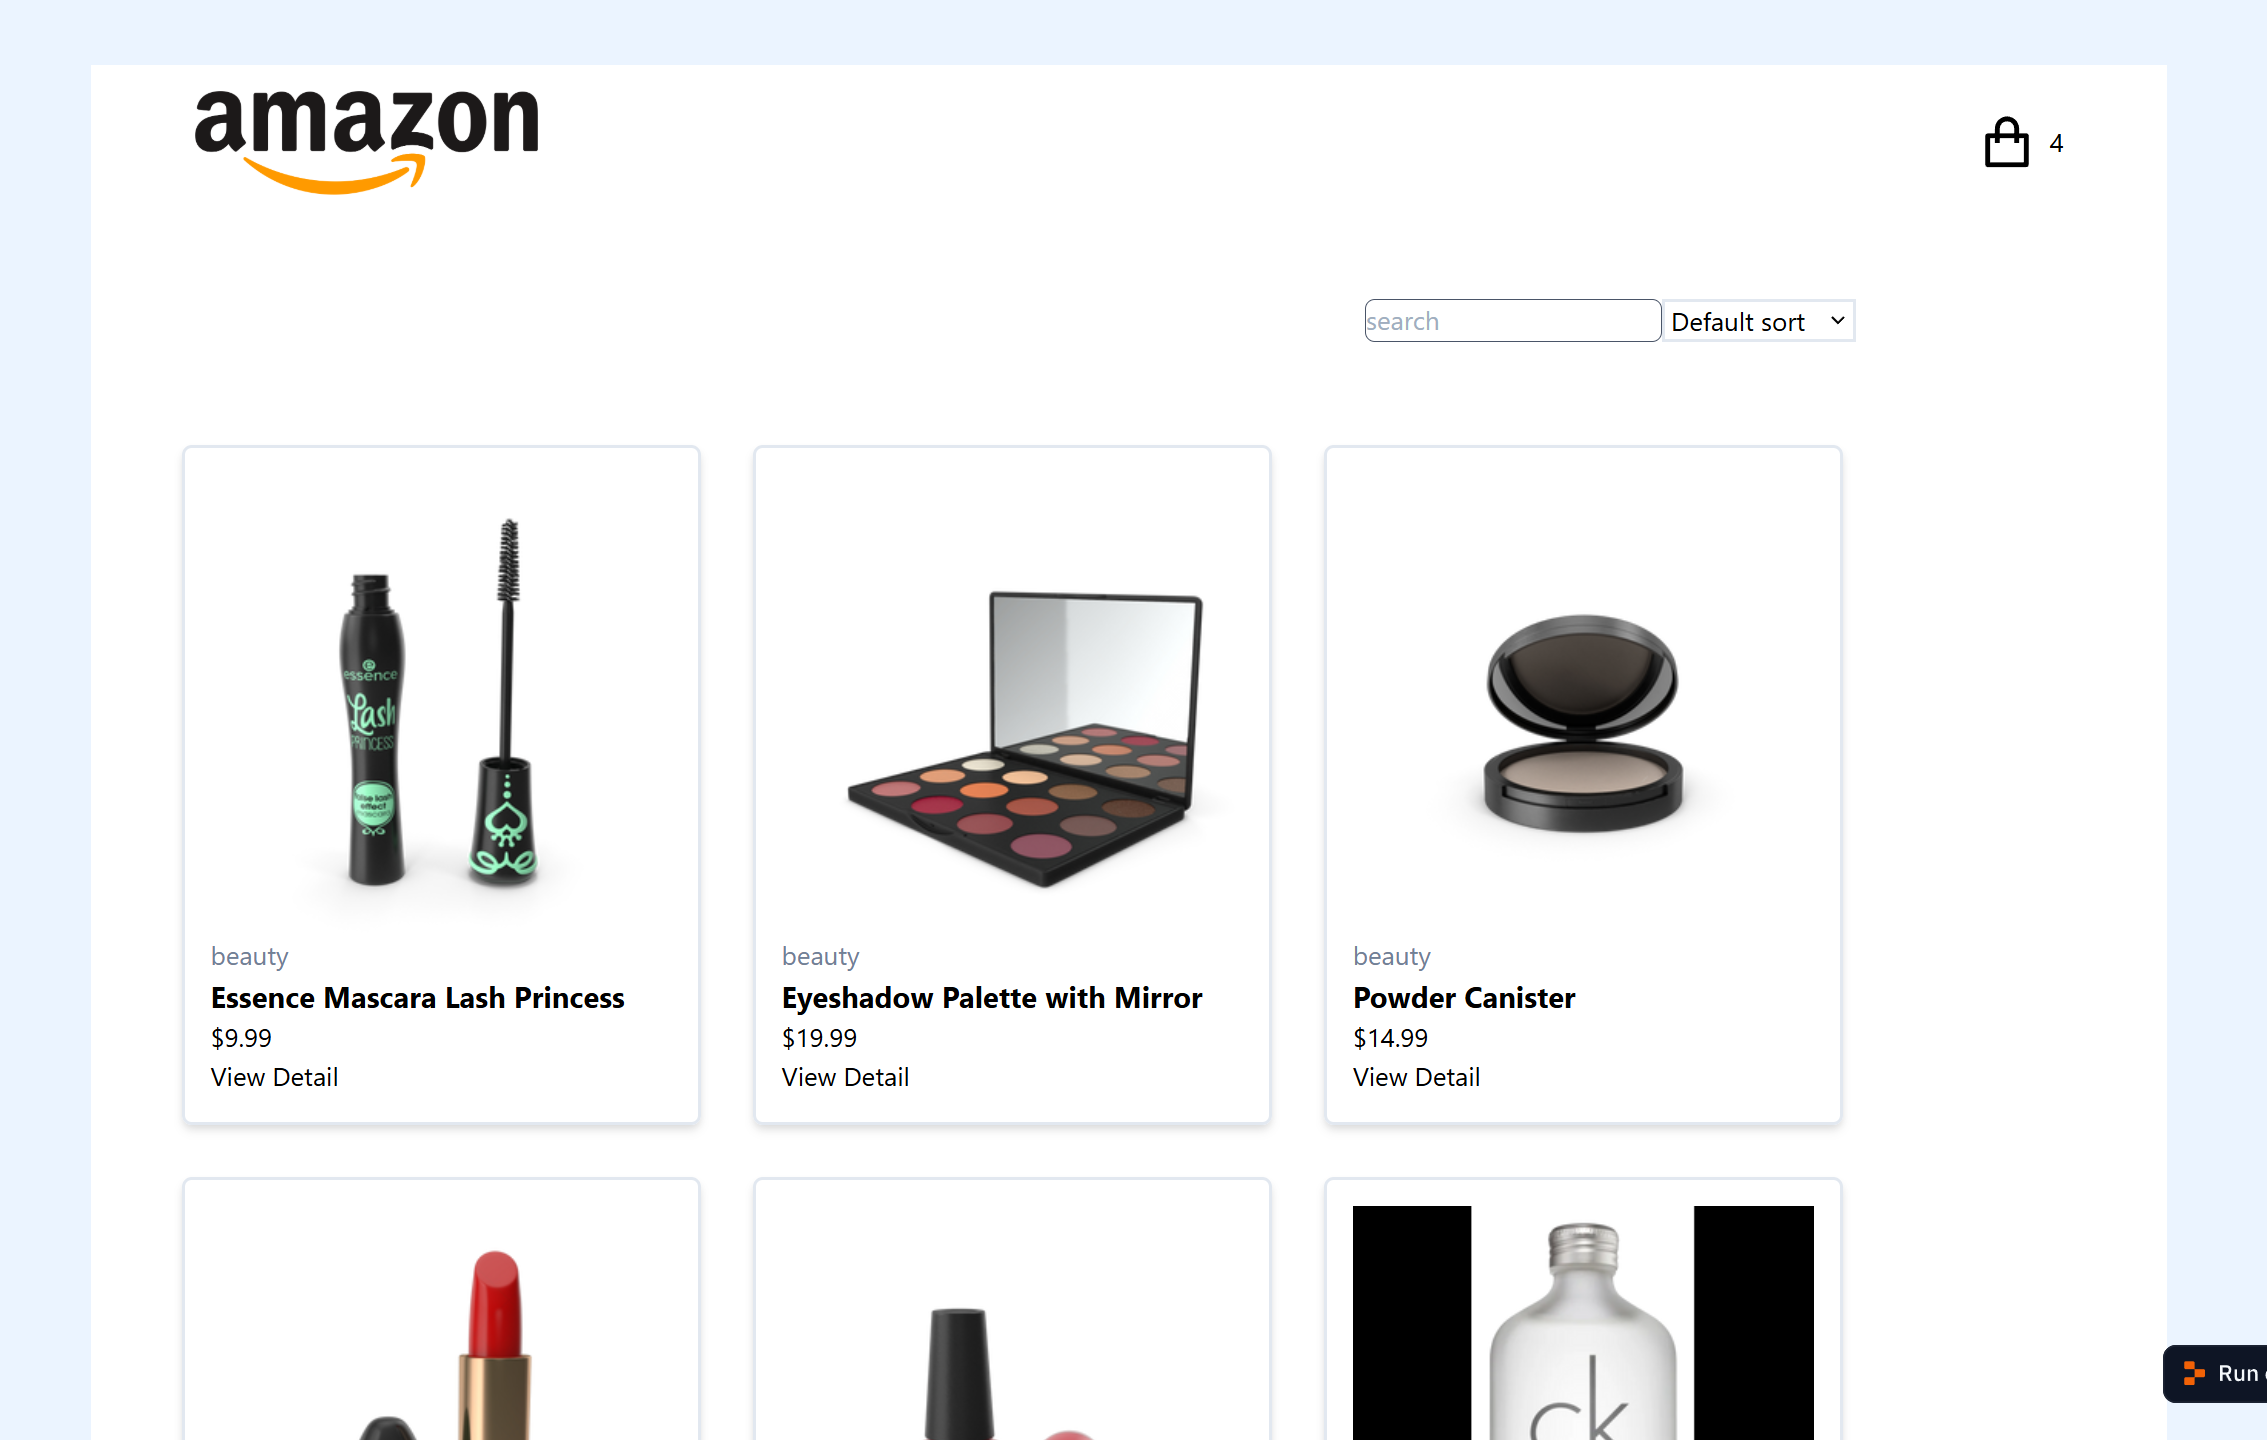 amazon
4
search
Default sort
essence
Lash
PRINCESS
false lash
effect
mascara
beauty
Essence Mascara Lash Princess
$9.99
View Detail
beauty
Eyeshadow Palette with Mirror
$19.99
View Detail
beauty
Powder Canister
$14.99
View Detail
ck
Run